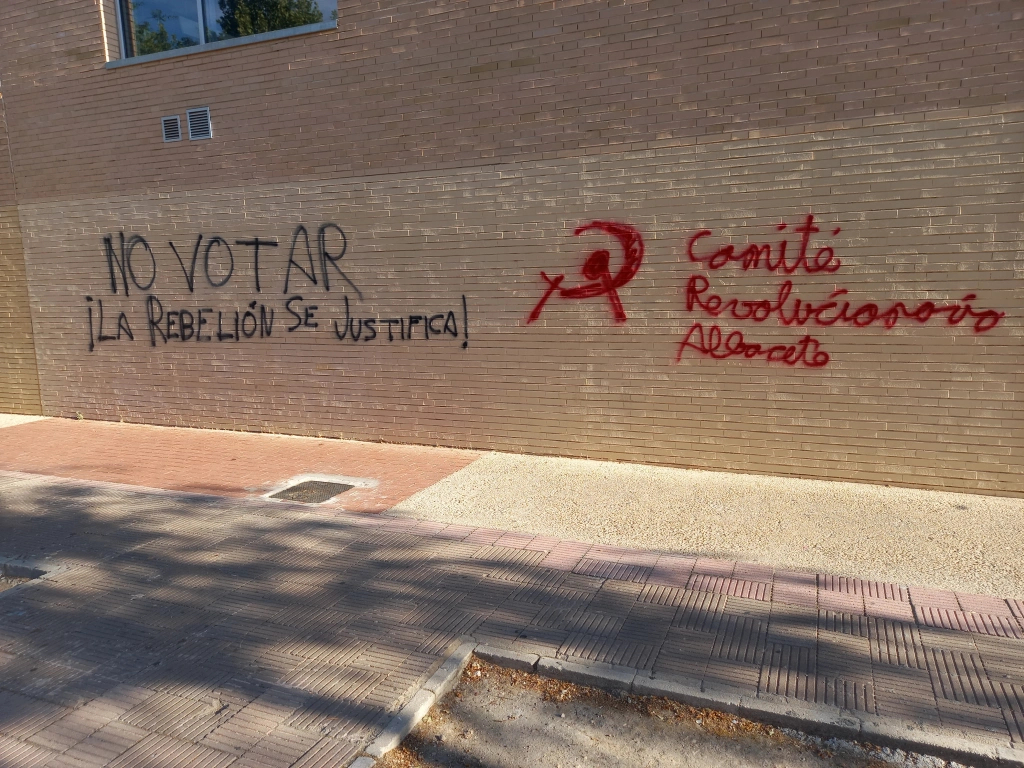 NO VOTAR
¡LA REBELIÓN SE JUSTIFICA!
Comité
Revolucionario
Albacete